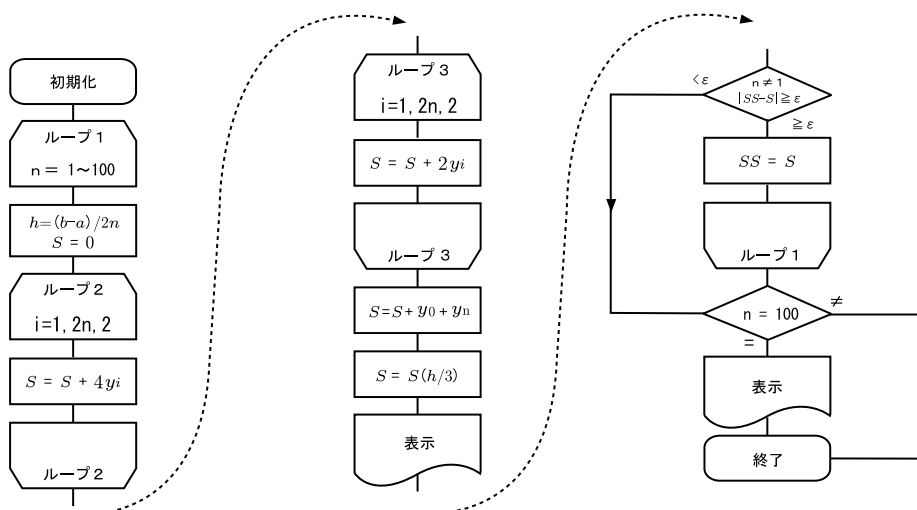 初期化
ループ1
n = 1~100
h=(b-a)/2n
S = 0
ループ2
i=1, 2n, 2
S = S + 4yi
ループ2
ループ3
i=1, 2n, 2
S = S + 2yi
ループ3
S=S+y0+yn
S = S(h/3)
表示
n ≠ 1
|SS-S|≧ε
<ε
≧ε
SS = S
ループ1
n = 100
≠
=
表示
終了